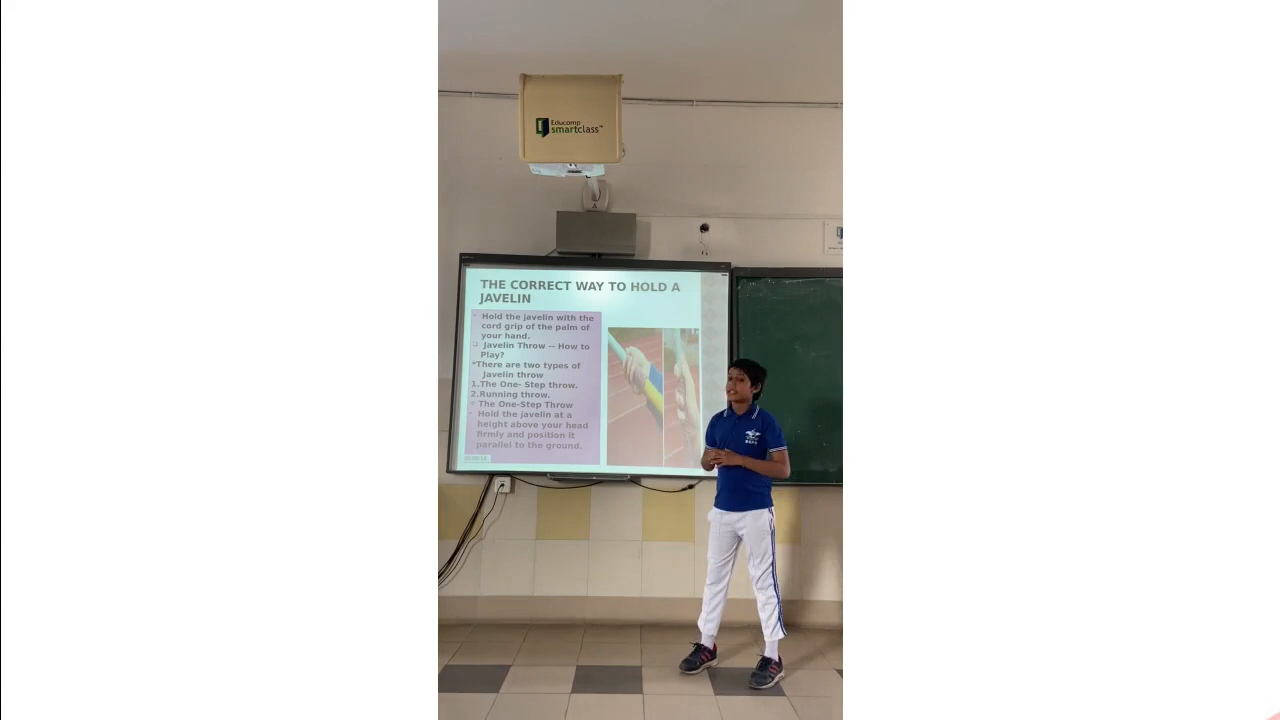 Educomp
smartclass™
THE CORRECT WAY TO HOLD A
JAVELIN
Hold the javelin with the
cord grip of the palm of
your hand.
Javelin Throw -- How to
Play?
*There are two types of
Javelin throw
1.The One- Step throw.
2.Running throw.
The One-Step Throw
Hold the javelin at a
height above your head
firmly and position it
parallel to the ground.